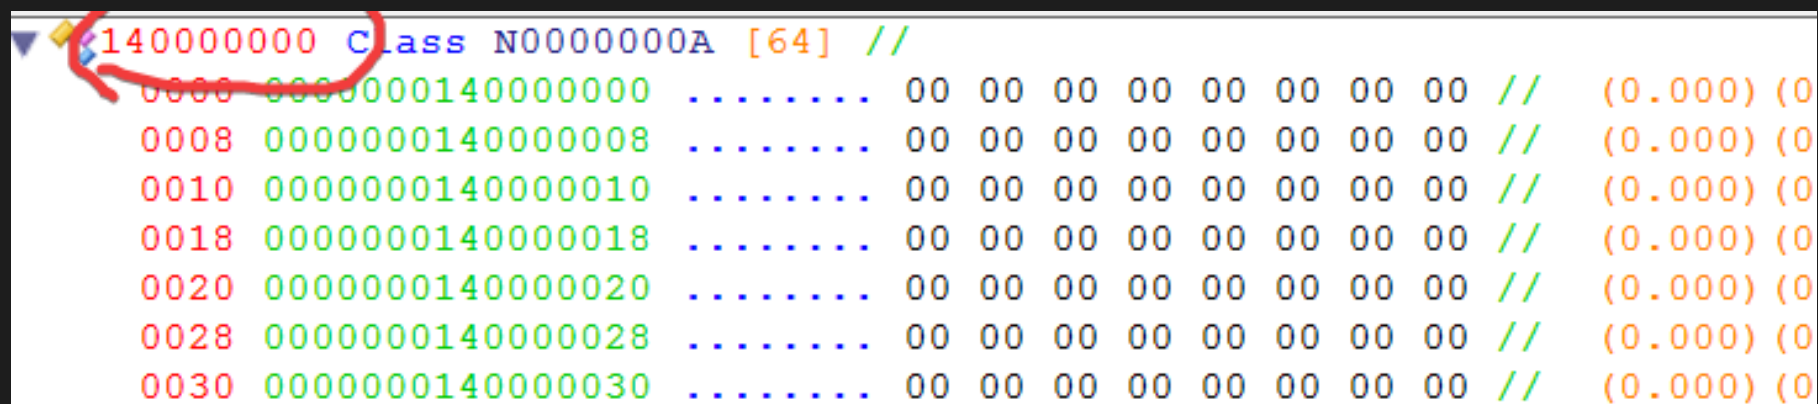 140000000 Class N0000000A [64] //
0000 0000000140000000 ........ 00 00 00 00 00 00 00 00 // (0.000)(0
0008 0000000140000008 ........ 00 00 00 00 00 00 00 00 // (0.000)(0
0010 0000000140000010 ........ 00 00 00 00 00 00 00 00 // (0.000)(0
0018 0000000140000018 ........ 00 00 00 00 00 00 00 00 // (0.000)(0
0020 0000000140000020 ........ 00 00 00 00 00 00 00 00 // (0.000)(0
0028 0000000140000028 ........ 00 00 00 00 00 00 00 00 // (0.000)(0
0030 0000000140000030 ........ 00 00 00 00 00 00 00 00 // (0.000)(0